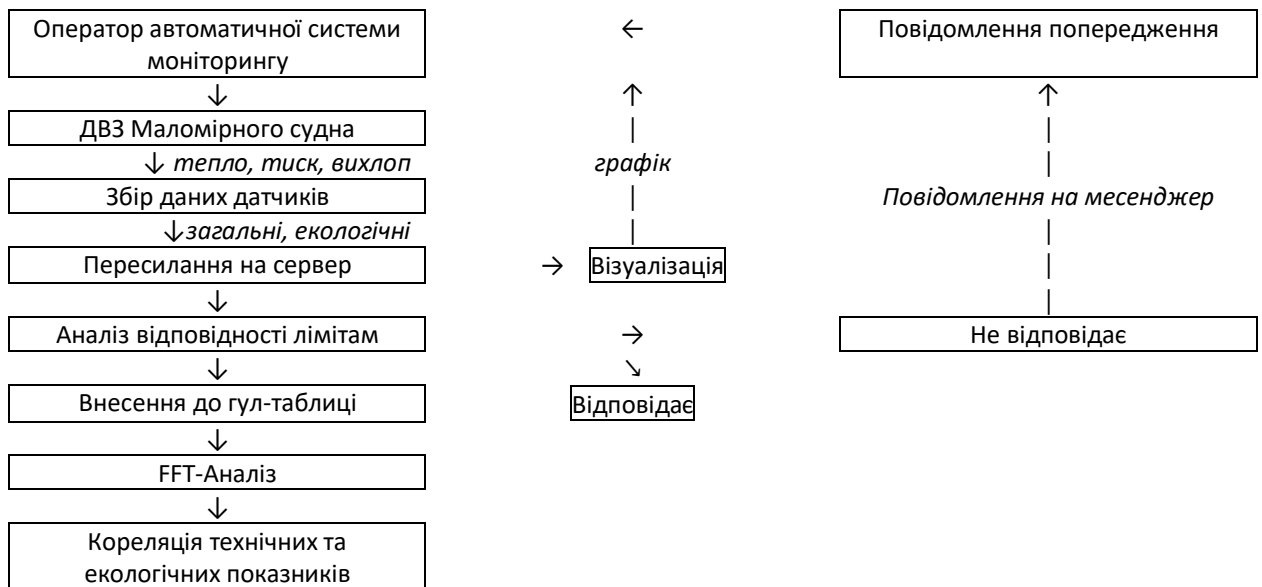 Оператор автоматичної системи
моніторингу
←
Повідомлення попередження
↓
↑
↑
ДВЗ Маломірного судна
|
|
↓ тепло, тиск, вихлоп
графік
|
Збір даних датчиків
|
Повідомлення на месенджер
↓загальні, екологічні
|
|
Пересилання на сервер
→
Візуалізація
|
↓
|
Аналіз відповідності лімітам
→
Не відповідає
↓
↘
Внесення до гул-таблиці
Відповідає
↓
FFT-Аналіз
↓
Кореляція технічних та
екологічних показників